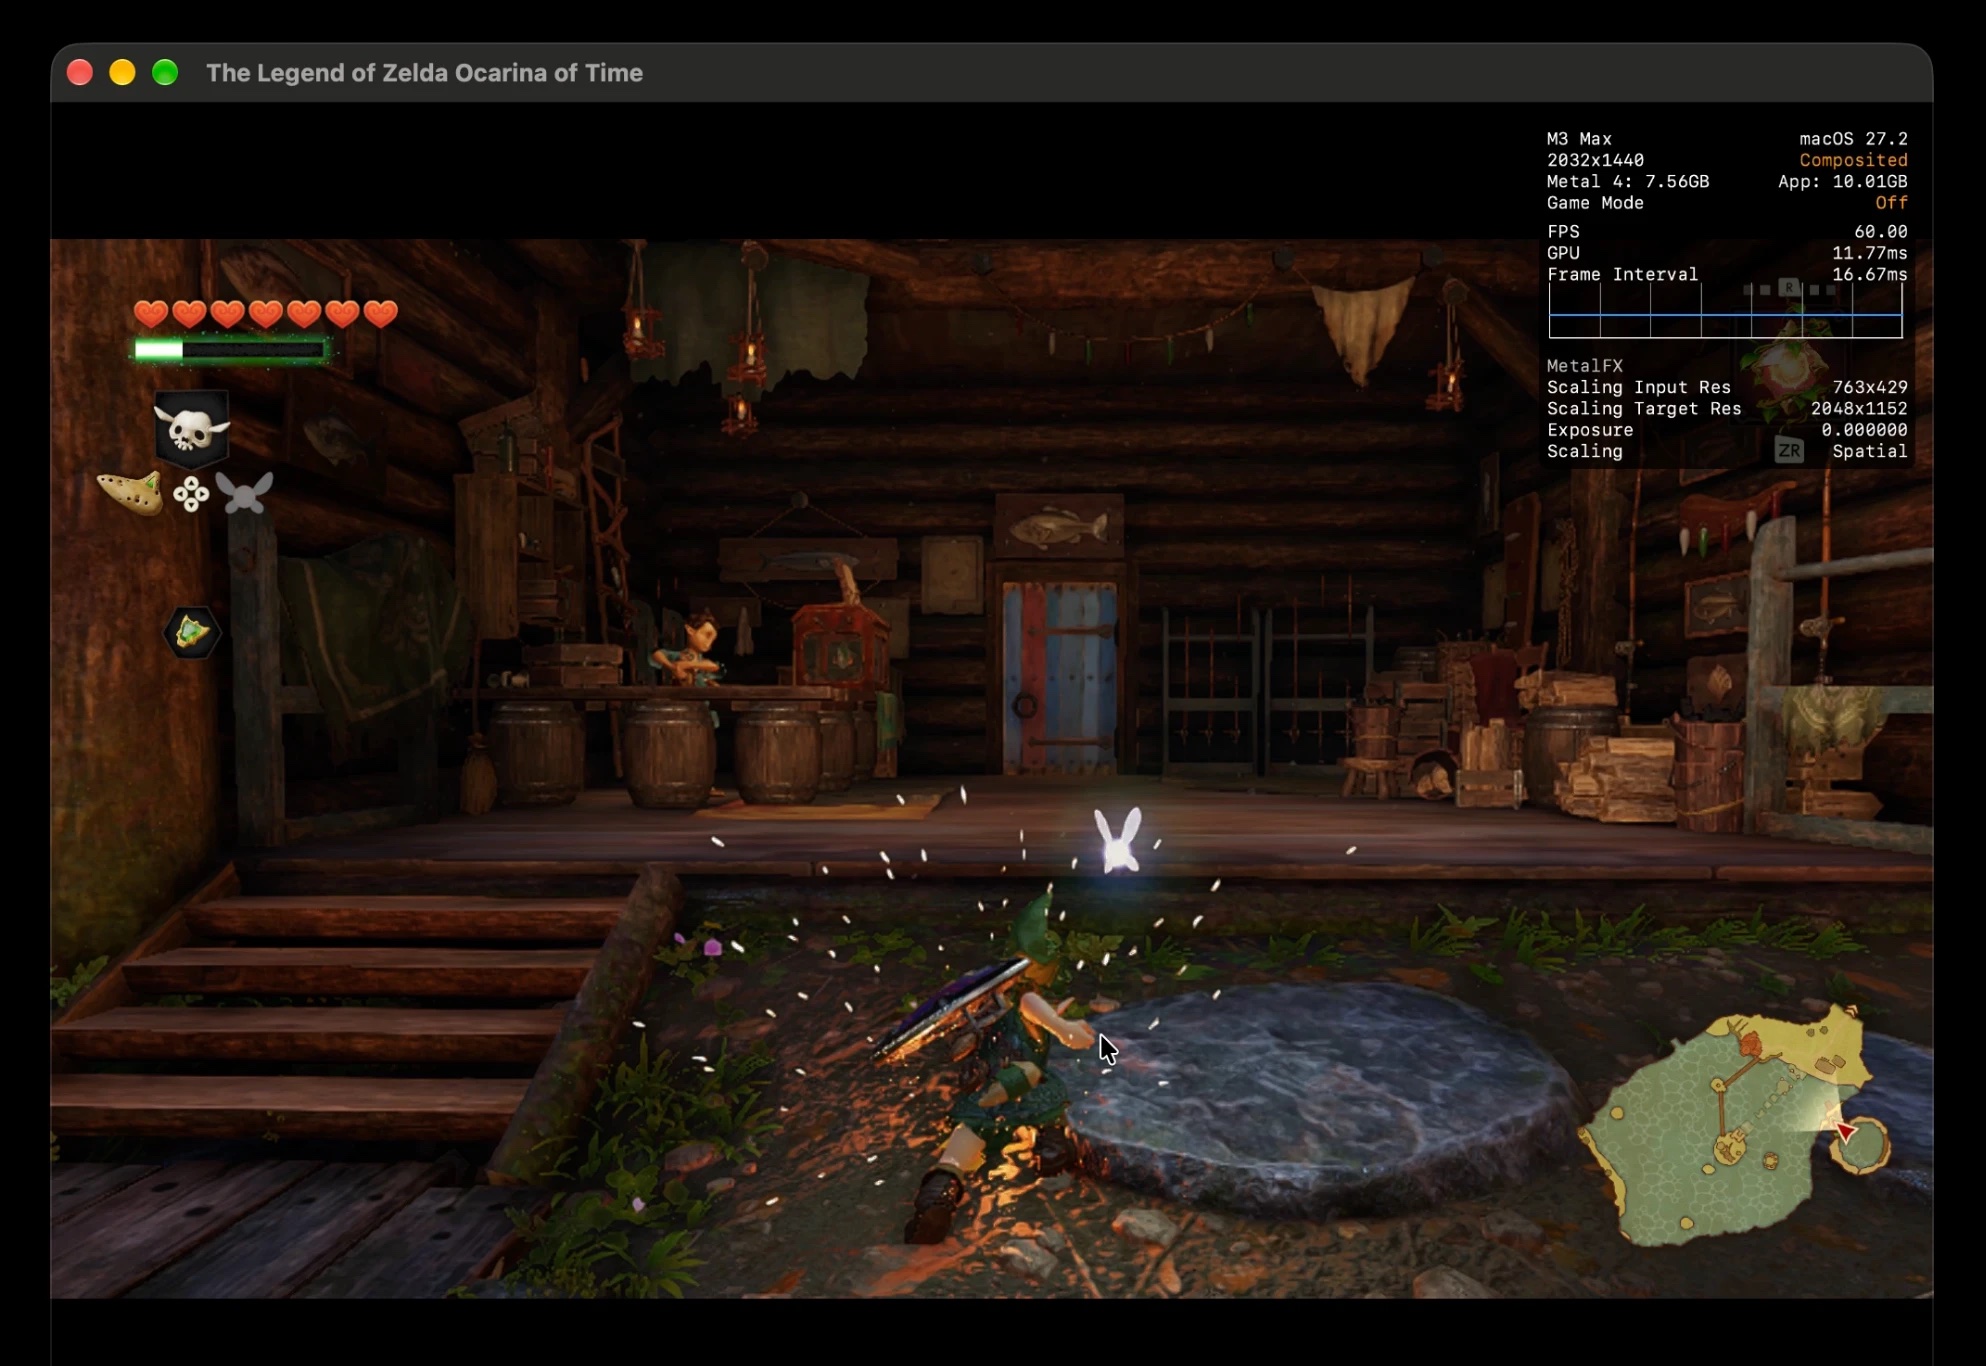 The Legend of Zelda Ocarina of Time
M3 Max macOS 27.2
2032x1440 Composited
Metal 4: 7.56GB App: 10.01GB
Game Mode Off
FPS 60.00
GPU 11.77ms
Frame Interval 16.67ms
R
MetalFX
Scaling Input Res 763x429
Scaling Target Res 2048x1152
Exposure 0.000000
Scaling Spatial
ZR